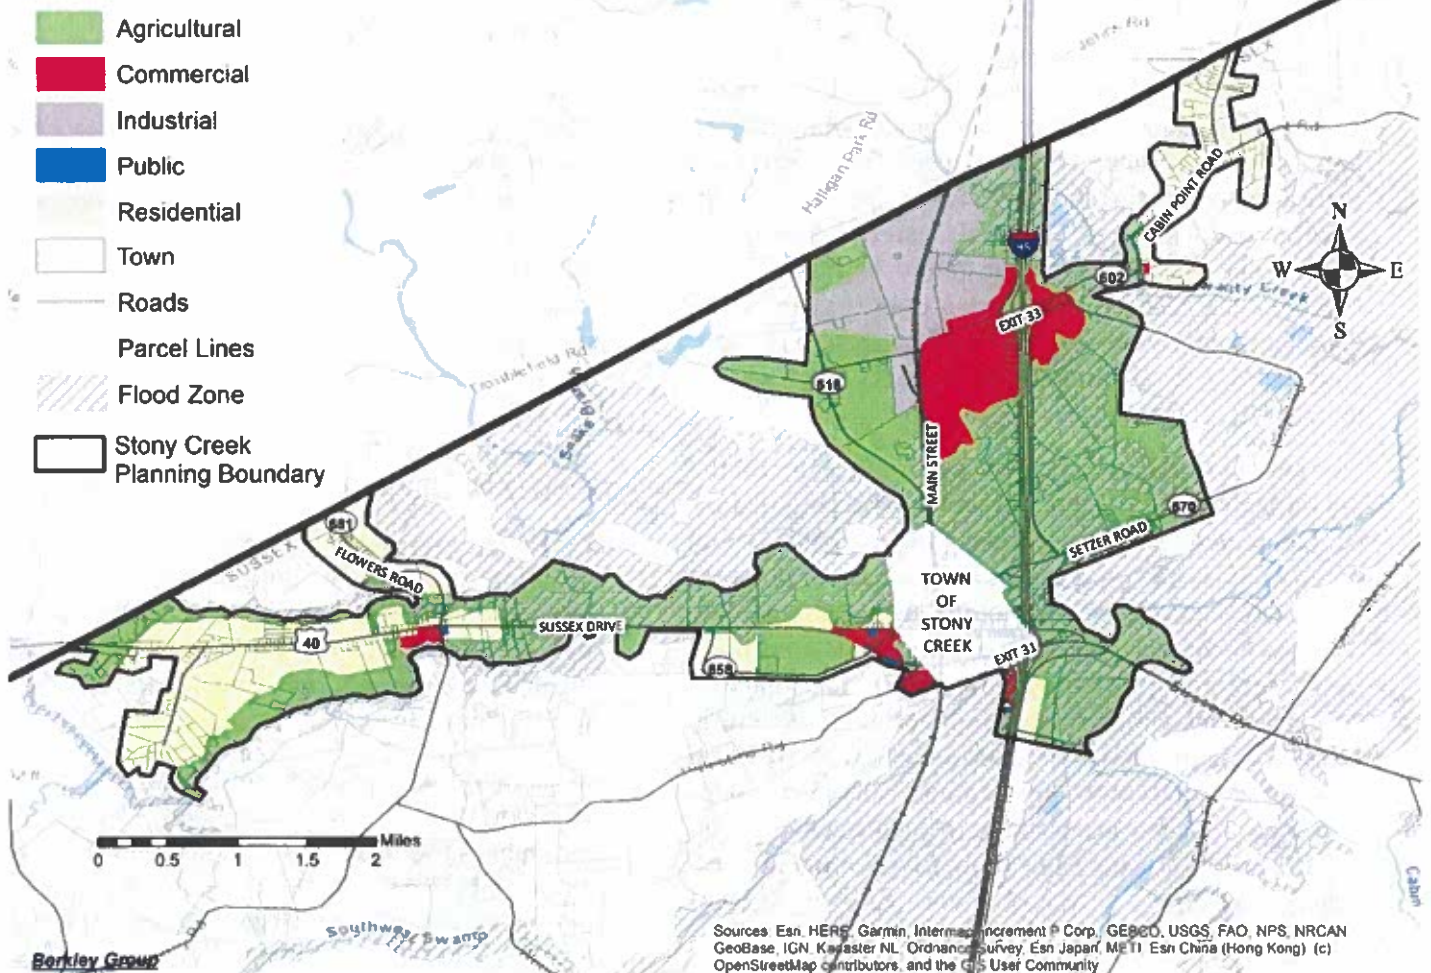 Agricultural
Commercial
Industrial
Public
Residential
Town
Roads
Parcel Lines
Flood Zone
Stony Creek
Planning Boundary
Halligan Park Rd
CABIN POINT ROAD
N
W E
S
95
602
EXIT 33
618
MAIN STREET
670
SETZER ROAD
681
FLOWERS ROAD
SUSSEX
TOWN
OF
STONY
CREEK
SUSSEX DRIVE
40
658
EXIT 31
Miles
0 0.5 1 1.5 2
Southwest Swamp
Berkley Group
Sources: Esri, HERE, Garmin, Intermap, increment P Corp., GEBCO, USGS, FAO, NPS, NRCAN
GeoBase, IGN, Kadaster NL, Ordnance Survey, Esri Japan, METI, Esri China (Hong Kong), (c)
OpenStreetMap contributors, and the GIS User Community